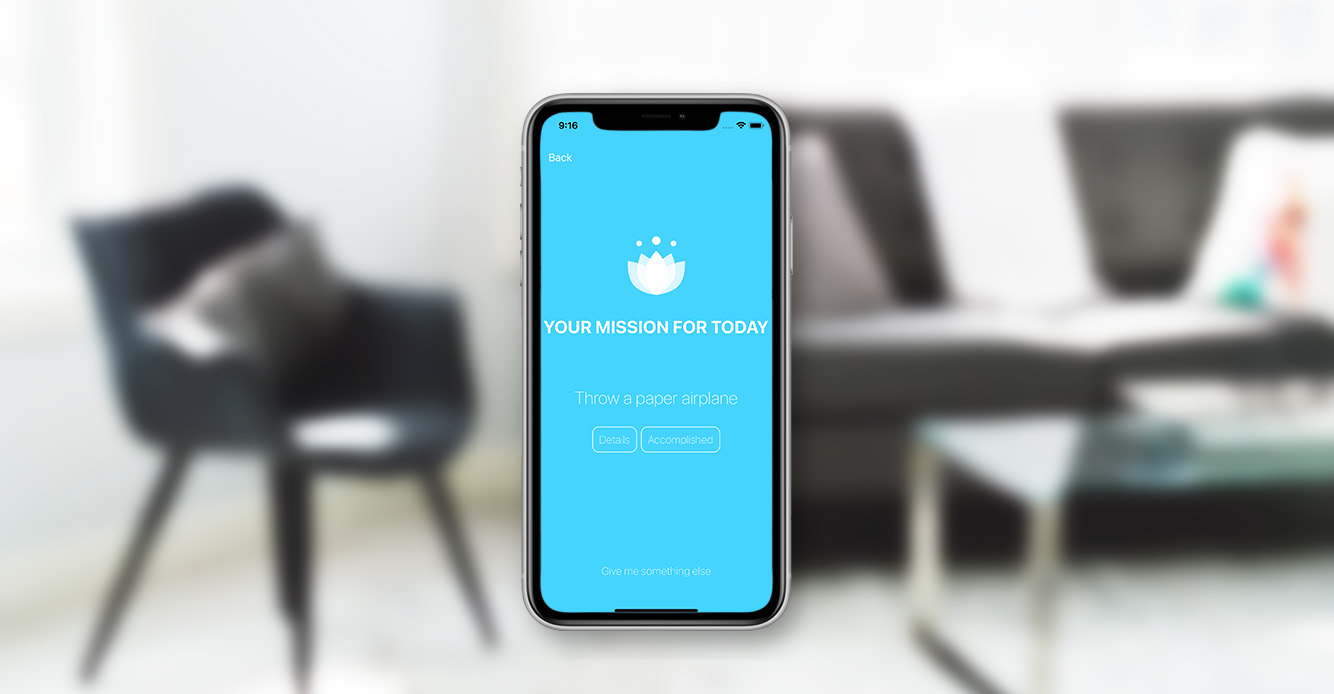 9:16
Back
YOUR MISSION FOR TODAY
Throw a paper airplane
Details Accomplished
Give me something else